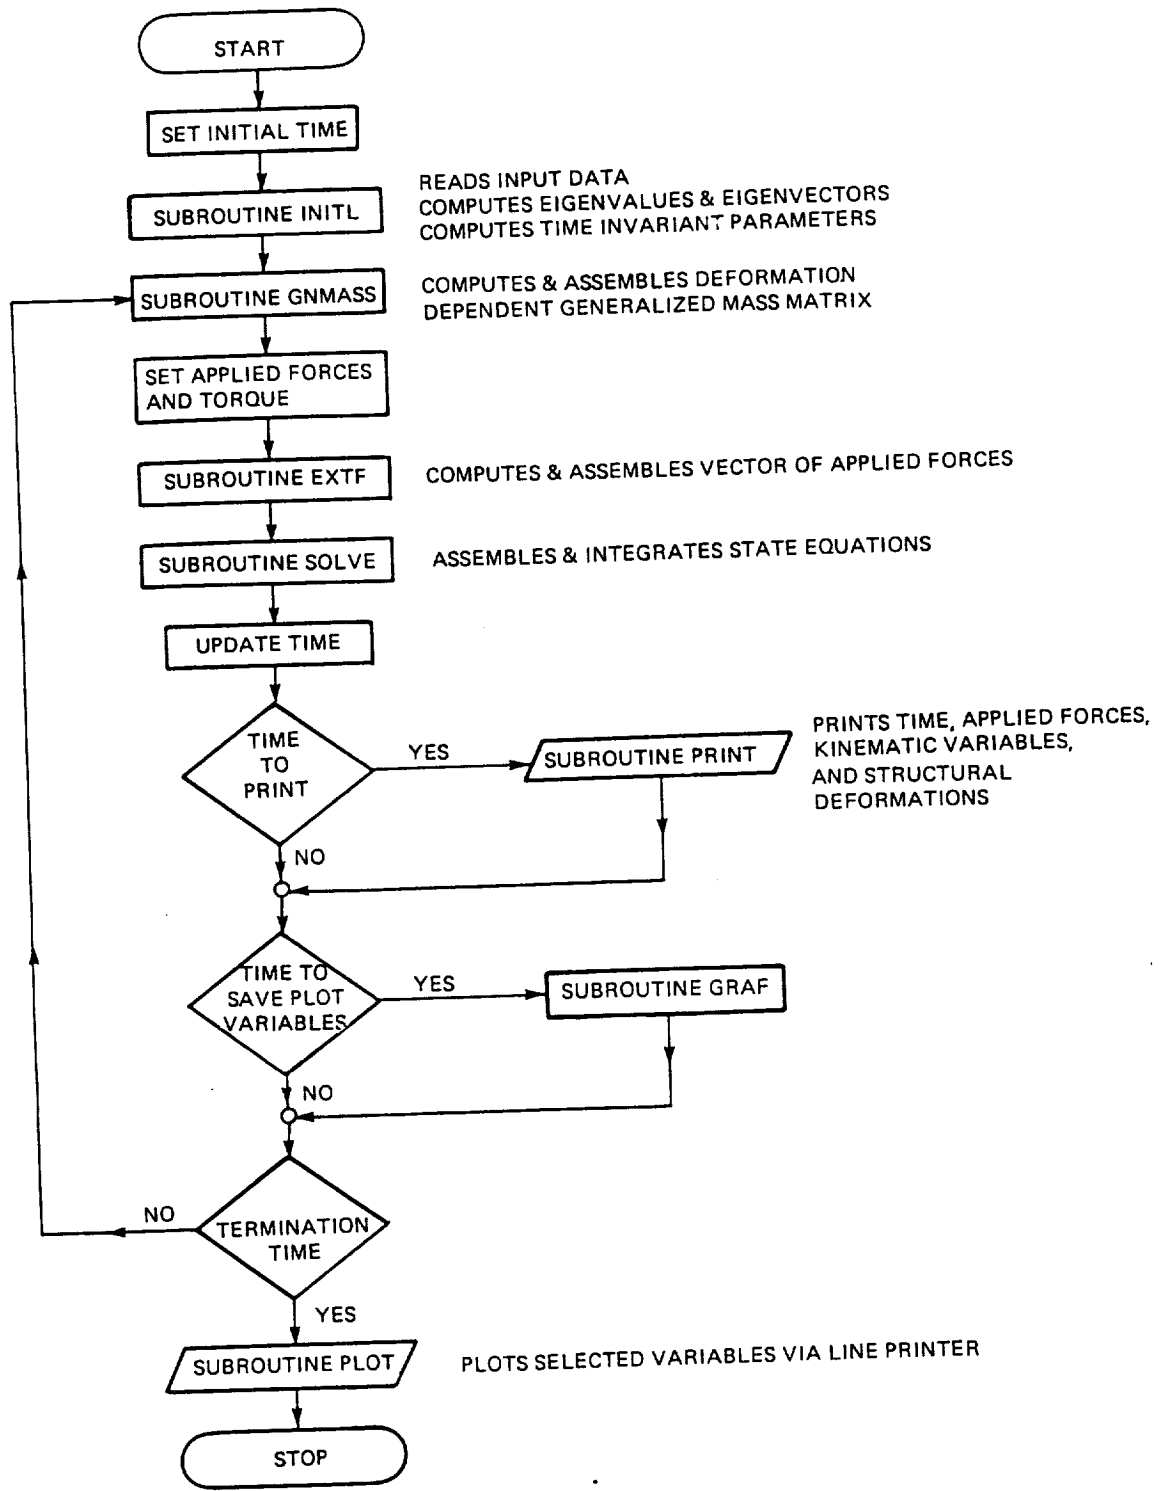 START
SET INITIAL TIME
SUBROUTINE INITL
READS INPUT DATA
COMPUTES EIGENVALUES & EIGENVECTORS
COMPUTES TIME INVARIANT PARAMETERS
SUBROUTINE GNMASS
COMPUTES & ASSEMBLES DEFORMATION
DEPENDENT GENERALIZED MASS MATRIX
SET APPLIED FORCES
AND TORQUE
SUBROUTINE EXTF
COMPUTES & ASSEMBLES VECTOR OF APPLIED FORCES
SUBROUTINE SOLVE
ASSEMBLES & INTEGRATES STATE EQUATIONS
UPDATE TIME
TIME
TO
PRINT
YES
SUBROUTINE PRINT
PRINTS TIME, APPLIED FORCES,
KINEMATIC VARIABLES,
AND STRUCTURAL
DEFORMATIONS
NO
TIME TO
SAVE PLOT
VARIABLES
YES
SUBROUTINE GRAF
NO
TERMINATION
TIME
NO
YES
SUBROUTINE PLOT
PLOTS SELECTED VARIABLES VIA LINE PRINTER
STOP